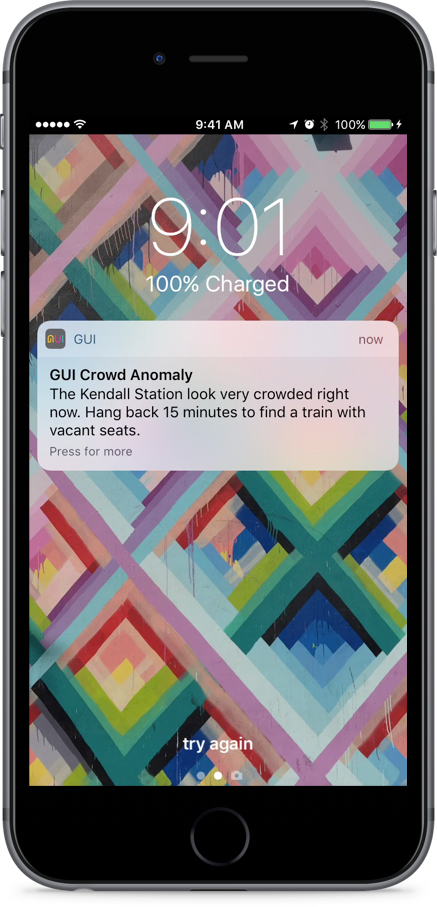 9:41 AM
100%
9:01
100% Charged
GUI
GUI
now
GUI Crowd Anomaly
The Kendall Station look very crowded right
now. Hang back 15 minutes to find a train with
vacant seats.
Press for more
try again